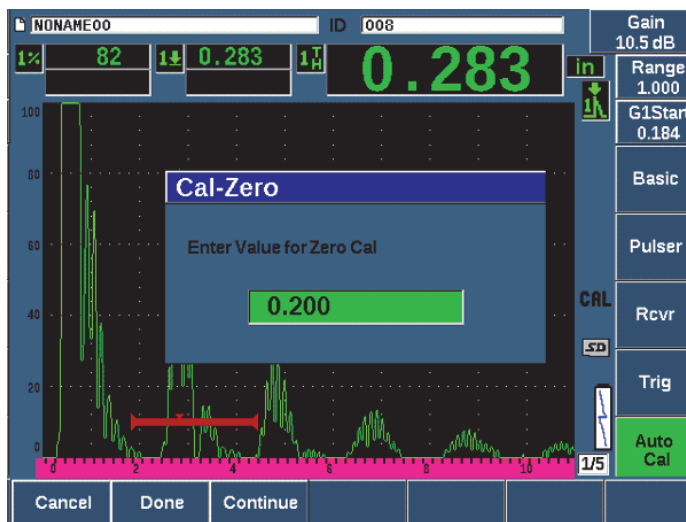 NONAME00 ID 008
Gain
10.5 dB
1% 82 1 0.283 1 TH 0.283 in
Range
1.000
G1Start
0.184
Basic
Pulser
Rcvr
Trig
Auto
Cal
CAL
SD
1/5
100
80
60
40
20
0
0 2 4 6 8 10
Cal-Zero
Enter Value for Zero Cal
0.200
Cancel Done Continue